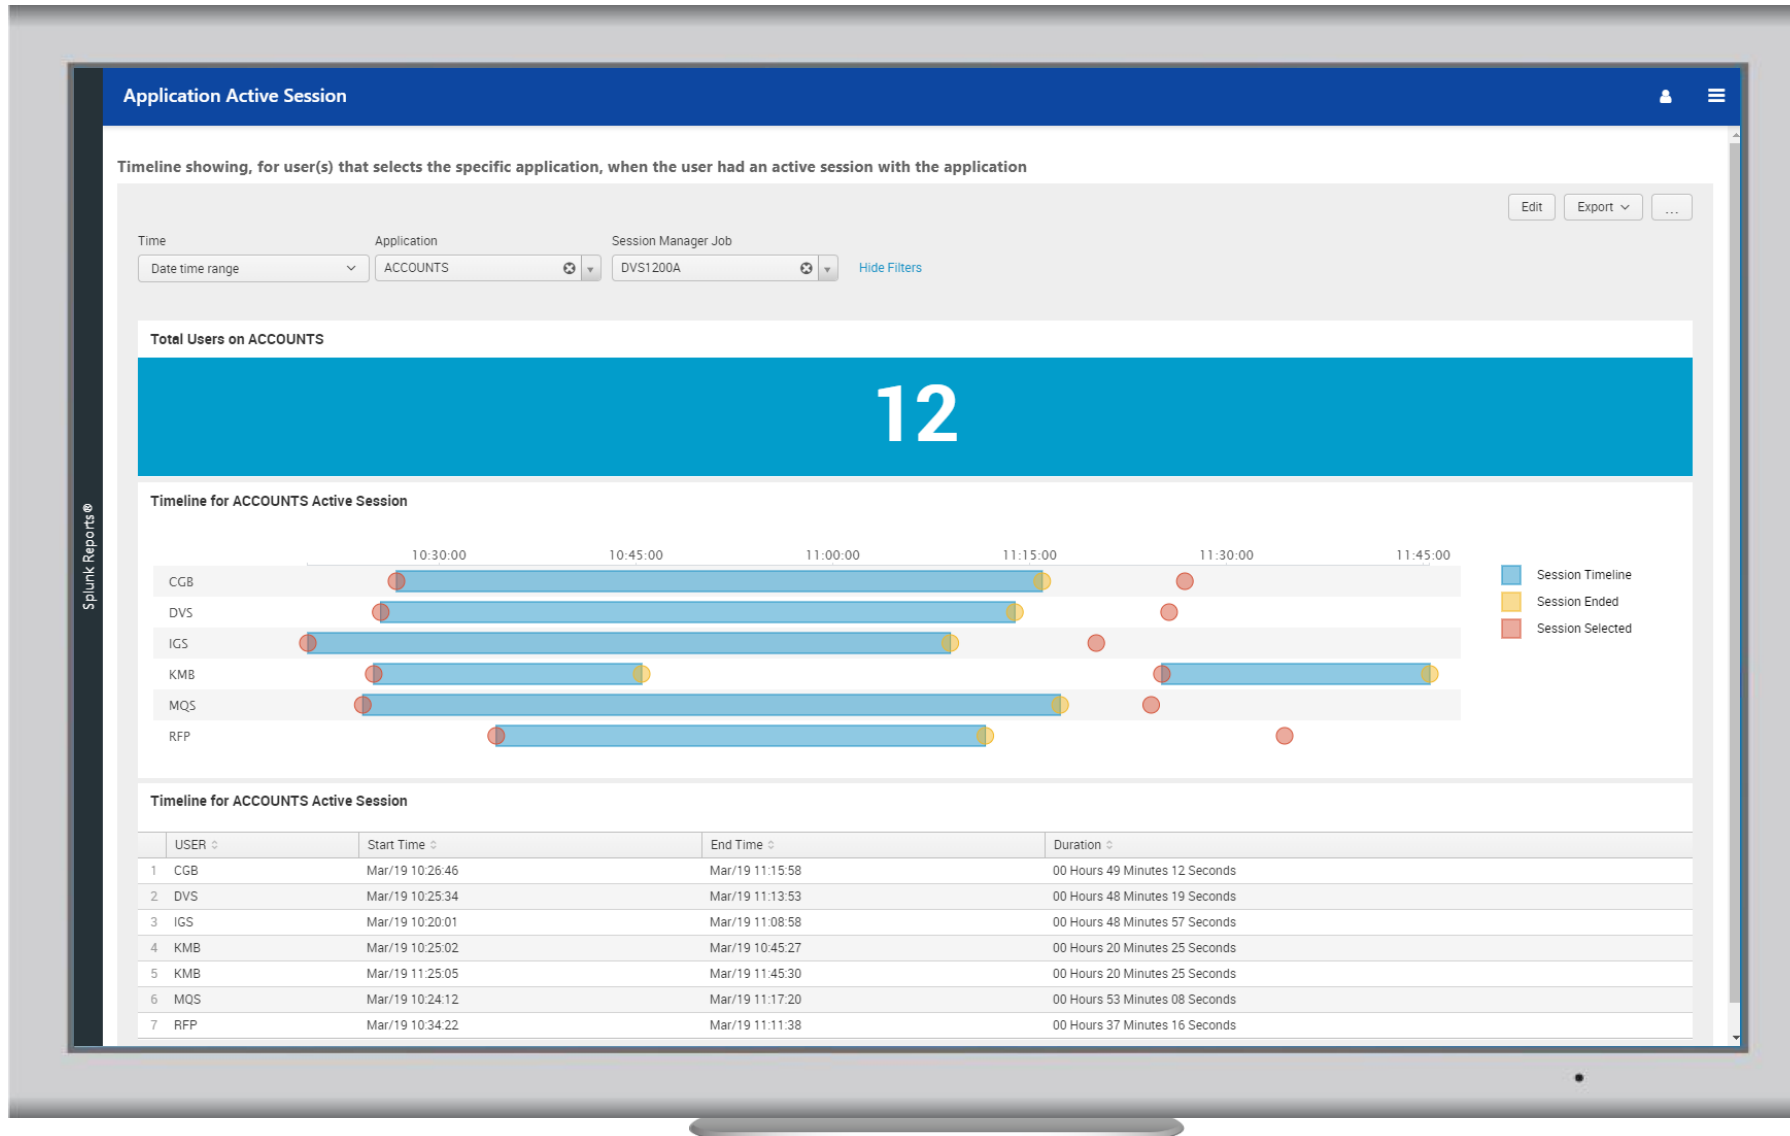 Application Active Session
Splunk Reports®
Timeline showing, for user(s) that selects the specific application, when the user had an active session with the application
Edit Export ...
Time Application Session Manager Job
Date time range ACCOUNTS DVS1200A Hide Filters
Total Users on ACCOUNTS
12
Timeline for ACCOUNTS Active Session
10:30:00 10:45:00 11:00:00 11:15:00 11:30:00 11:45:00
CGB
DVS
IGS
KMB
MQS
RFP
Session Timeline
Session Ended
Session Selected
Timeline for ACCOUNTS Active Session
USER Start Time End Time Duration
1 CGB Mar/19 10:26:46 Mar/19 11:15:58 00 Hours 49 Minutes 12 Seconds
2 DVS Mar/19 10:25:34 Mar/19 11:13:53 00 Hours 48 Minutes 19 Seconds
3 IGS Mar/19 10:20:01 Mar/19 11:08:58 00 Hours 48 Minutes 57 Seconds
4 KMB Mar/19 10:25:02 Mar/19 10:45:27 00 Hours 20 Minutes 25 Seconds
5 KMB Mar/19 11:25:05 Mar/19 11:45:30 00 Hours 20 Minutes 25 Seconds
6 MQS Mar/19 10:24:12 Mar/19 11:17:20 00 Hours 53 Minutes 08 Seconds
7 RFP Mar/19 10:34:22 Mar/19 11:11:38 00 Hours 37 Minutes 16 Seconds